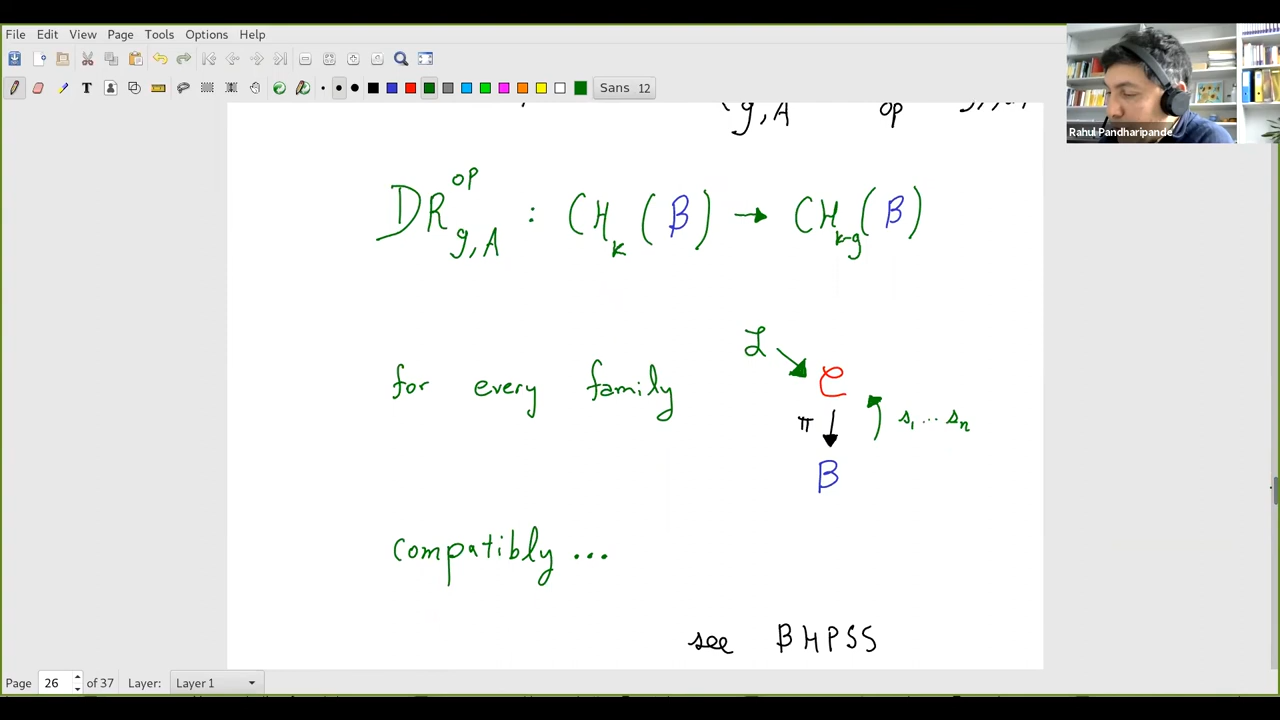 File Edit View Page Tools Options Help
Sans 12
Rahul Pandharipande
g,A op
DR^op_g,A : CH_k (B) → CH_k-g (B)
L
for every family
C
π
s_1 ... s_n
B
compatibly ...
see BHPSS
Page 26 of 37 Layer: Layer 1